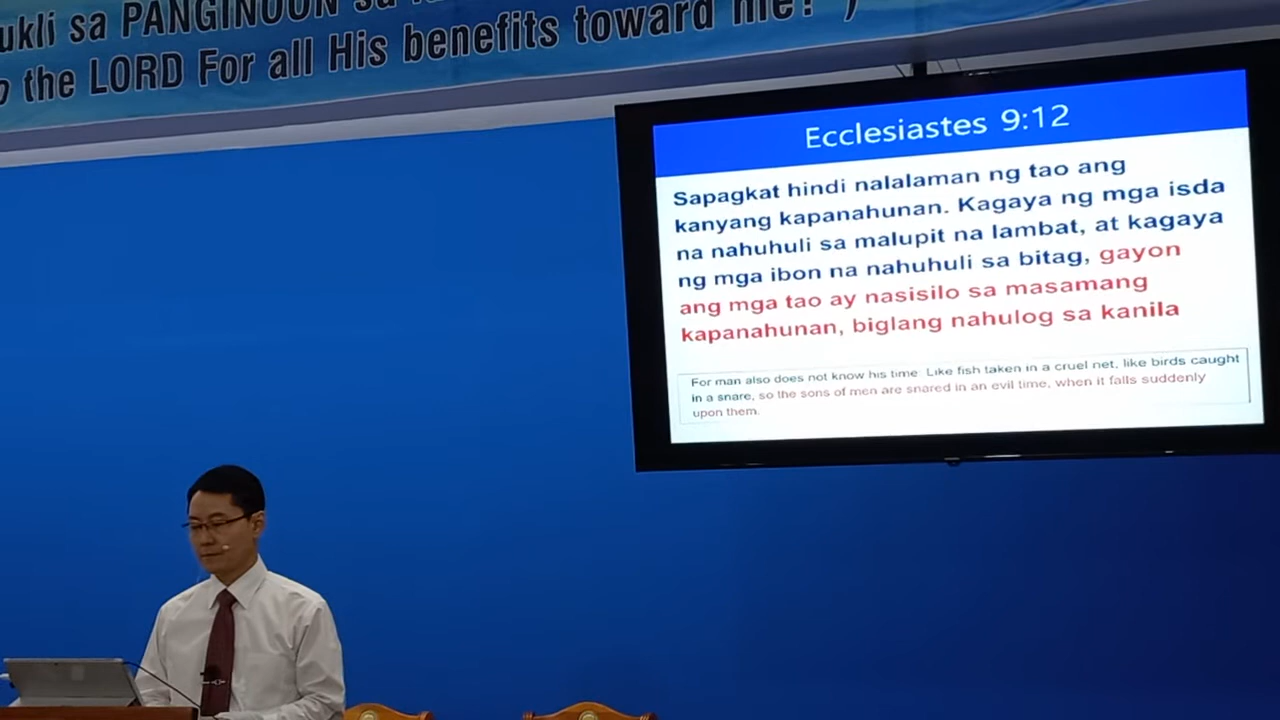 ukli sa PANGINOON sa
the LORD For all His benefits toward me?")
Ecclesiastes 9:12
Sapagkat hindi nalalaman ng tao ang
kanyang kapanahunan. Kagaya ng mga isda
na nahuhuli sa malupit na lambat, at kagaya
ng mga ibon na nahuhuli sa bitag, gayon
ang mga tao ay nasisilo sa masamang
kapanahunan, biglang nahulog sa kanila
For man also does not know his time: Like fish taken in a cruel net, like birds caught
in a snare, so the sons of men are snared in an evil time, when it falls suddenly
upon them.